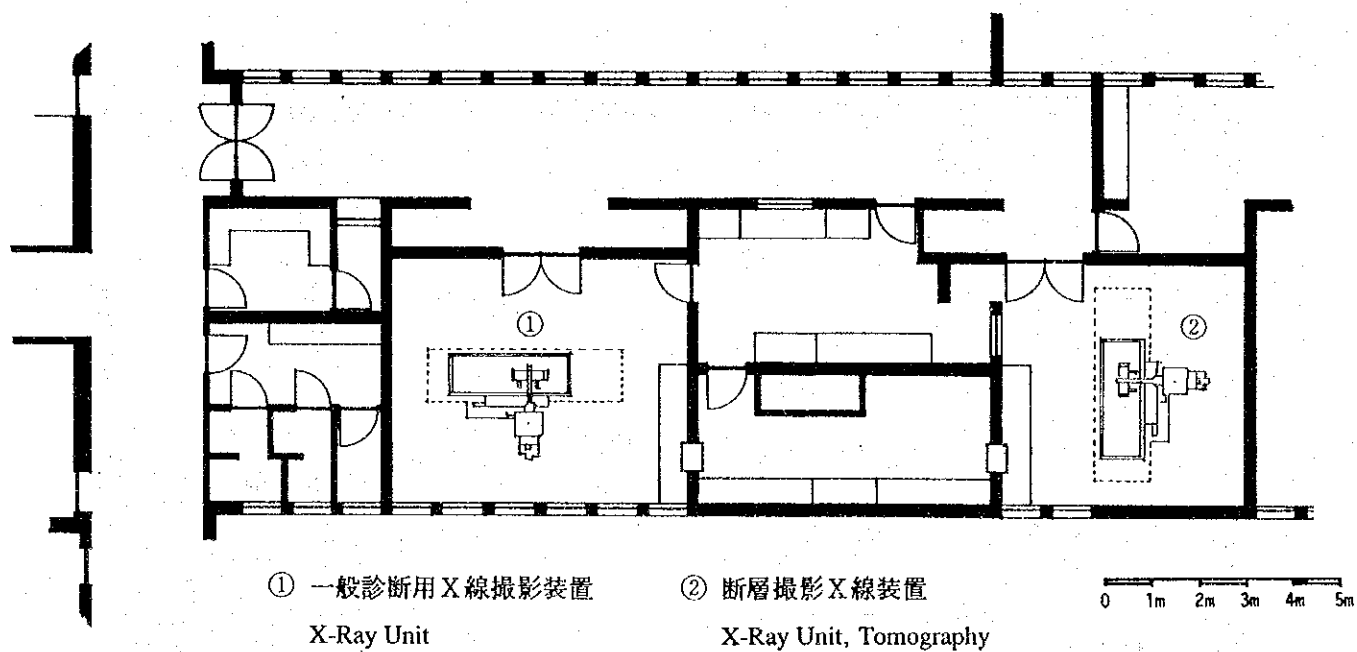 ①
②
① 一般診断用X線撮影装置
X-Ray Unit
② 断層撮影X線装置
X-Ray Unit, Tomography
0 1m 2m 3m 4m 5m